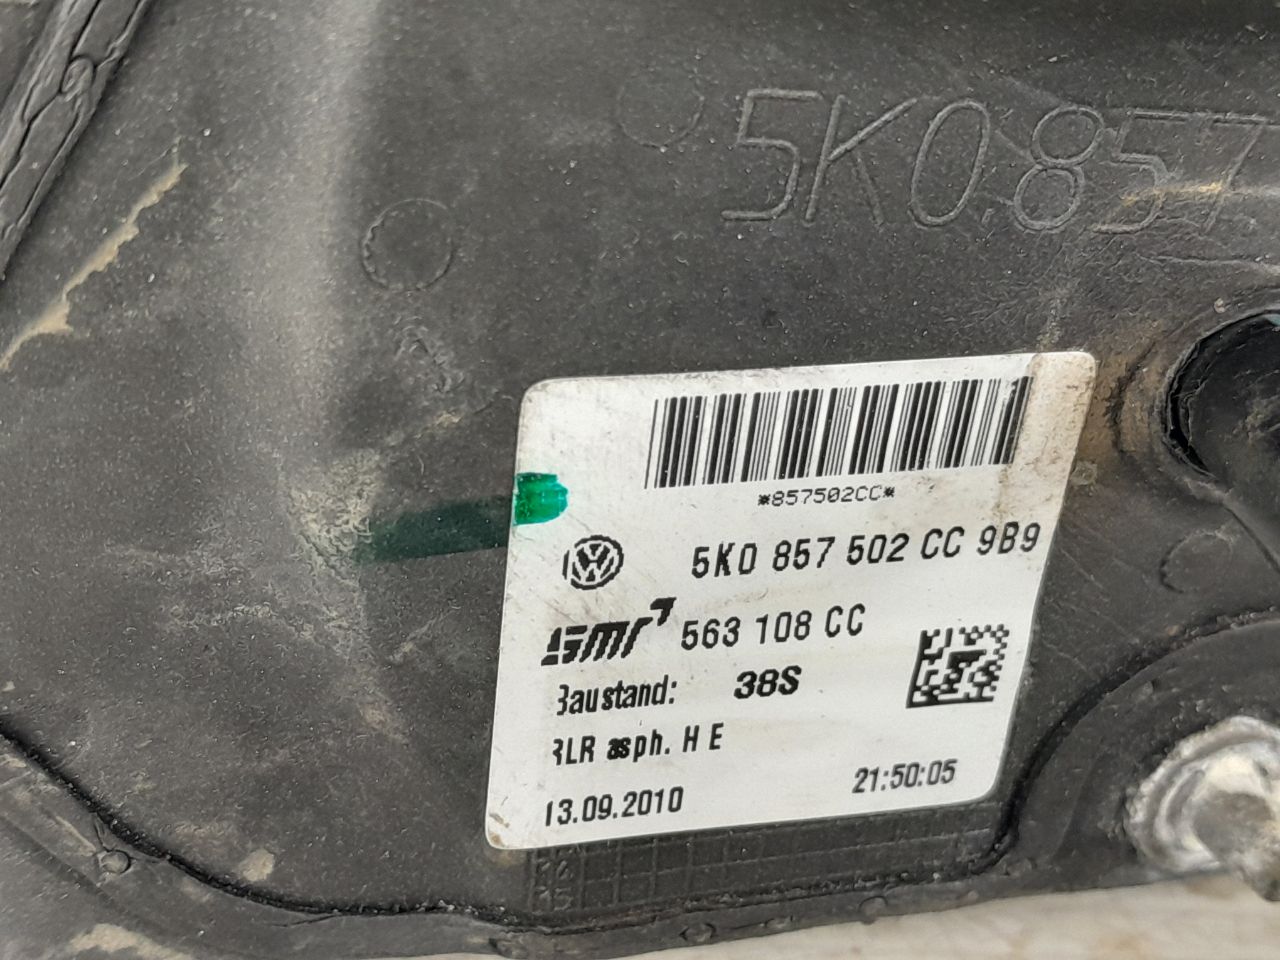 5K0 857
*857502CC*
5K0 857 502 CC 9B9
SMR 563 108 CC
Baustand: 38S
RLR asph. H E
13.09.2010 21:50:05